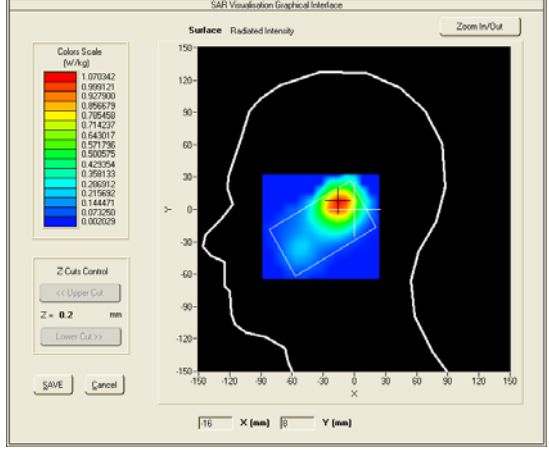 SAR Visualisation Graphical Interface
Surface Radiated Intensity
Zoom In/Out
Colors Scale
(W/kg)
1.070342
0.999121
0.927900
0.856679
0.785458
0.714237
0.643017
0.571796
0.500575
0.429354
0.358133
0.286912
0.215692
0.144471
0.073250
0.002029
150
120
90
60
30
0
-30
-60
-90
-120
-150
Y
-150 -120 -90 -60 -30 0 30 60 90 120 150
X
Z-Cuts Control
<< Upper Cut
Z = 0.2 mm
Lower Cut >>
SAVE Cancel
-16 X (mm) 8 Y (mm)